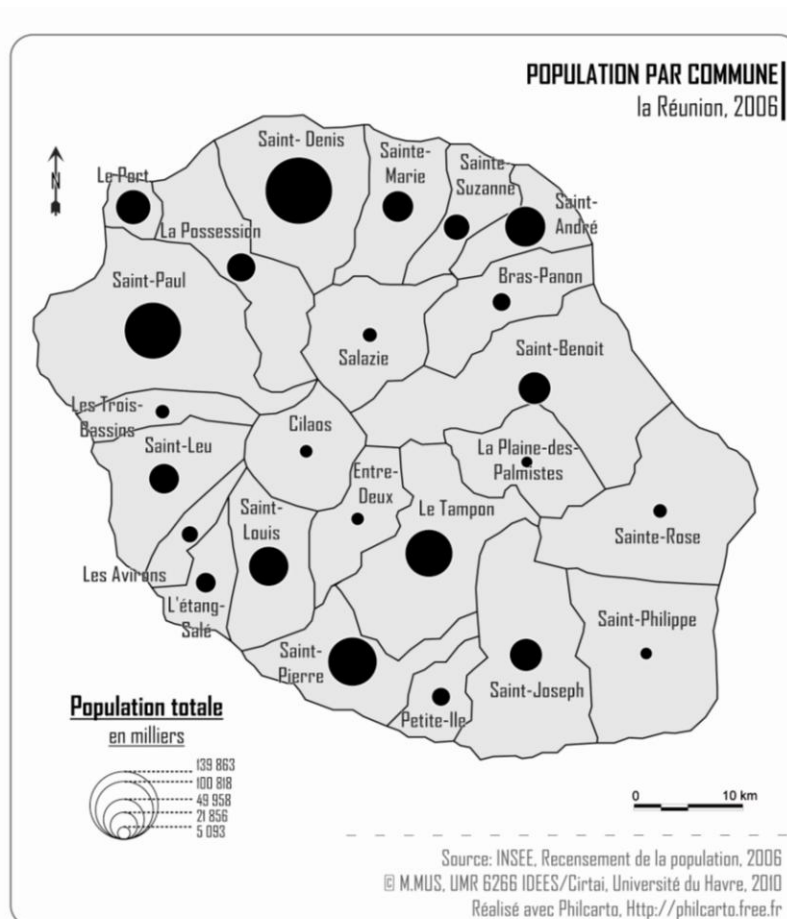 POPULATION PAR COMMUNE
la Réunion, 2006
N
Saint- Denis
Sainte-
Marie
Sainte-
Suzanne
Le Port
Saint-
André
La Possession
Saint-Paul
Bras-Panon
Salazie
Saint-Benoit
Les Trois-
Bassins
Cilaos
Saint-Leu
Entre-
Deux
La Plaine-des-
Palmistes
Saint-
Louis
Le Tampon
Sainte-Rose
Les Avirons
L'étang-
Salé
Saint-Philippe
Saint-
Pierre
Saint-Joseph
Petite-Ile
Population totale
en milliers
139 863
100 818
49 958
21 856
5 093
0 10 km
Source: INSEE, Recensement de la population, 2006
© M.MUS, UMR 6266 IDEES/Cirtai, Université du Havre, 2010
Réalisé avec Philcarto, Http://philcarto.free.fr